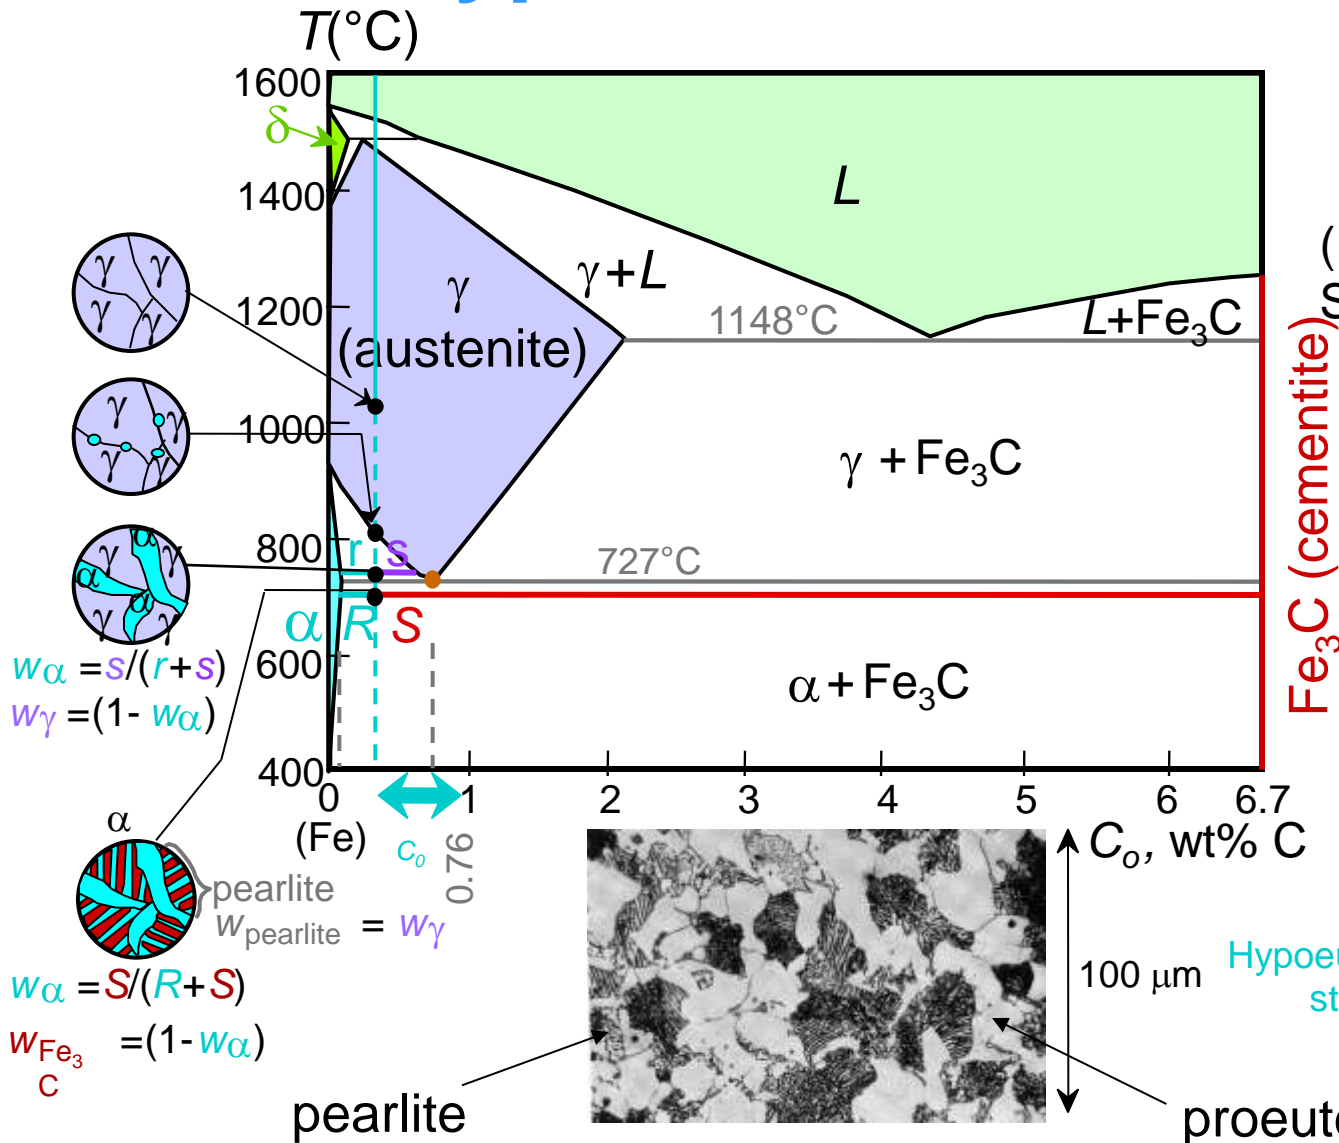 T(°C)
1600
δ
1400
L
γ+L
γ
(austenite)
1200
1148°C
L+Fe3C
1000
γ + Fe3C
Fe3C (cementite)
800
r s
727°C
α R S
600
α + Fe3C
400
0 1 2 3 4 5 6 6.7
(Fe)
C0
0.76
Co, wt% C
γ γ
γ γ
γ
γ
γ γ
α
γ γ
α
α
γ γ
wα =s/(r+s)
wγ =(1- wα)
α
pearlite
wpearlite = wγ
wα =S/(R+S)
wFe3C =(1-wα)
100 μm
pearlite